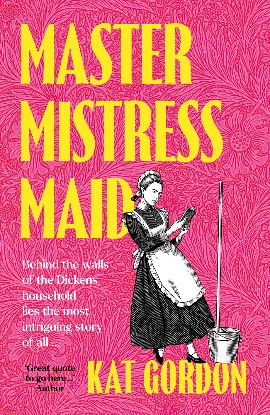 MASTER
MISTRESS
MAID
Behind the walls
of the Dickens
household
lies the most
intriguing story
of all ...
'Great quote
to go here...'
Author
KAT GORDON